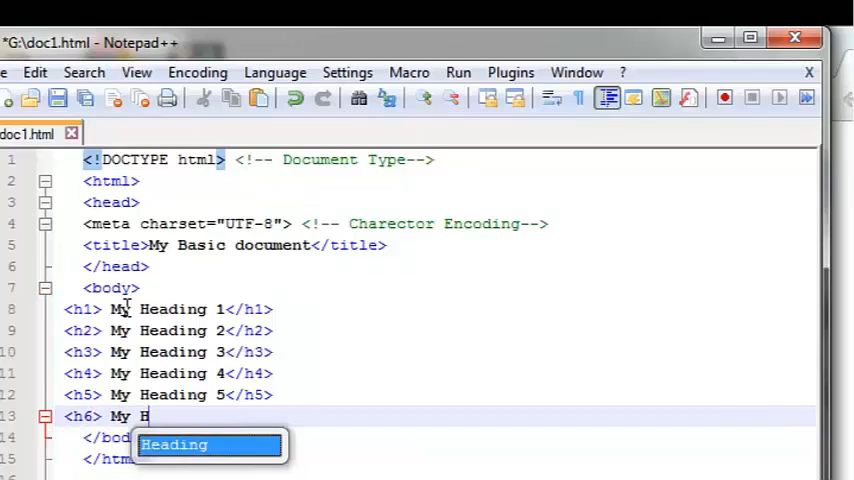 *G:\doc1.html - Notepad++
Edit Search View Encoding Language Settings Macro Run Plugins Window ? X
doc1.html
1 <!DOCTYPE html> <!-- Document Type-->
2 <html>
3 <head>
4 <meta charset="UTF-8"> <!-- Charector Encoding-->
5 <title>My Basic document</title>
6 </head>
7 <body>
8 <h1> My Heading 1</h1>
9 <h2> My Heading 2</h2>
10 <h3> My Heading 3</h3>
11 <h4> My Heading 4</h4>
12 <h5> My Heading 5</h5>
13 <h6> My H
14 </bod
Heading
15 </htm